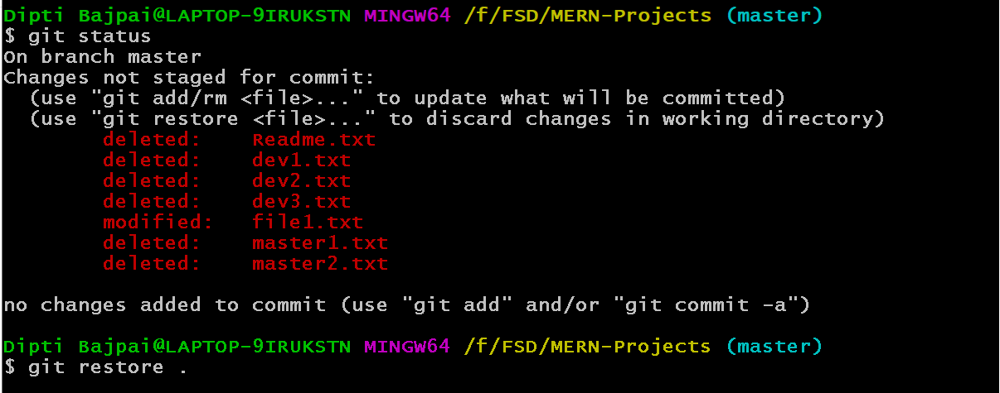 Dipti Bajpai@LAPTOP-9IRUKSTN MINGW64 /f/FSD/MERN-Projects (master)
$ git status
On branch master
Changes not staged for commit:
  (use "git add/rm <file>..." to update what will be committed)
  (use "git restore <file>..." to discard changes in working directory)
        deleted:    Readme.txt
        deleted:    dev1.txt
        deleted:    dev2.txt
        deleted:    dev3.txt
        modified:   file1.txt
        deleted:    master1.txt
        deleted:    master2.txt
no changes added to commit (use "git add" and/or "git commit -a")
Dipti Bajpai@LAPTOP-9IRUKSTN MINGW64 /f/FSD/MERN-Projects (master)
$ git restore .